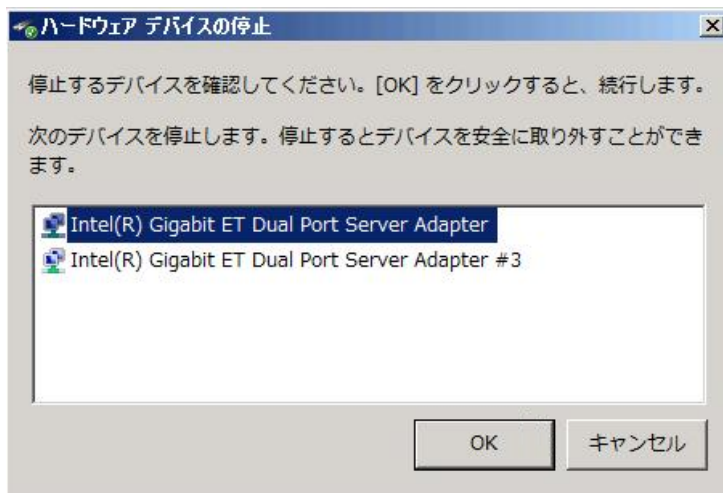 ハードウェア デバイスの停止
停止するデバイスを確認してください。[OK] をクリックすると、続行します。
次のデバイスを停止します。停止するとデバイスを安全に取り外すことができ
ます。
Intel(R) Gigabit ET Dual Port Server Adapter
Intel(R) Gigabit ET Dual Port Server Adapter #3
OK
キャンセル